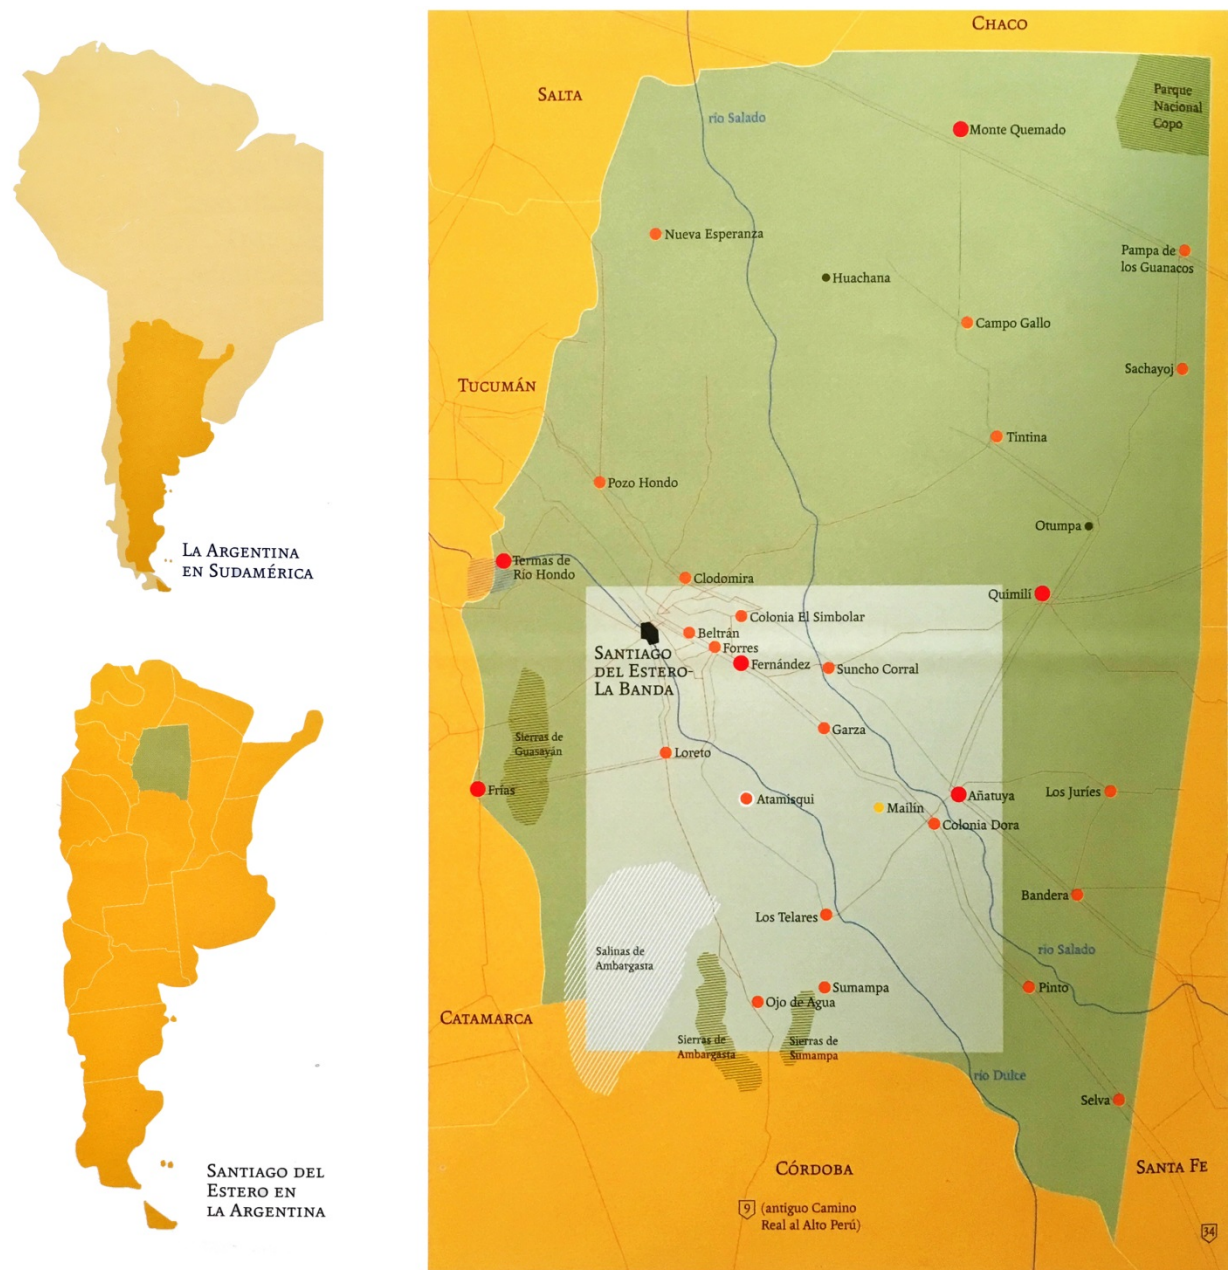 LA ARGENTINA
EN SUDAMÉRICA
SANTIAGO DEL
ESTERO EN
LA ARGENTINA
CHACO
SALTA
río Salado
Parque
Nacional
Copo
Monte Quemado
Nueva Esperanza
Pampa de
los Guanacos
Huachana
Campo Gallo
Sachayoj
TUCUMÁN
Tintina
Pozo Hondo
Otumpa
Termas de
Río Hondo
Clodomira
Quimilí
Colonia El Simbolar
Beltrán
Forres
SANTIAGO
DEL ESTERO-
LA BANDA
Fernández
Suncho Corral
Sierras de
Guasayán
Garza
Loreto
Frías
Atamisqui
Mailín
Añatuya
Los Juríes
Colonia Dora
Bandera
Los Telares
Salinas de
Ambargasta
río Salado
Sumampa
Pinto
Ojo de Agua
CATAMARCA
Sierras de
Ambargasta
Sierras de
Sumampa
río Dulce
Selva
CÓRDOBA
SANTA FE
9 (antiguo Camino
Real al Alto Perú)
34